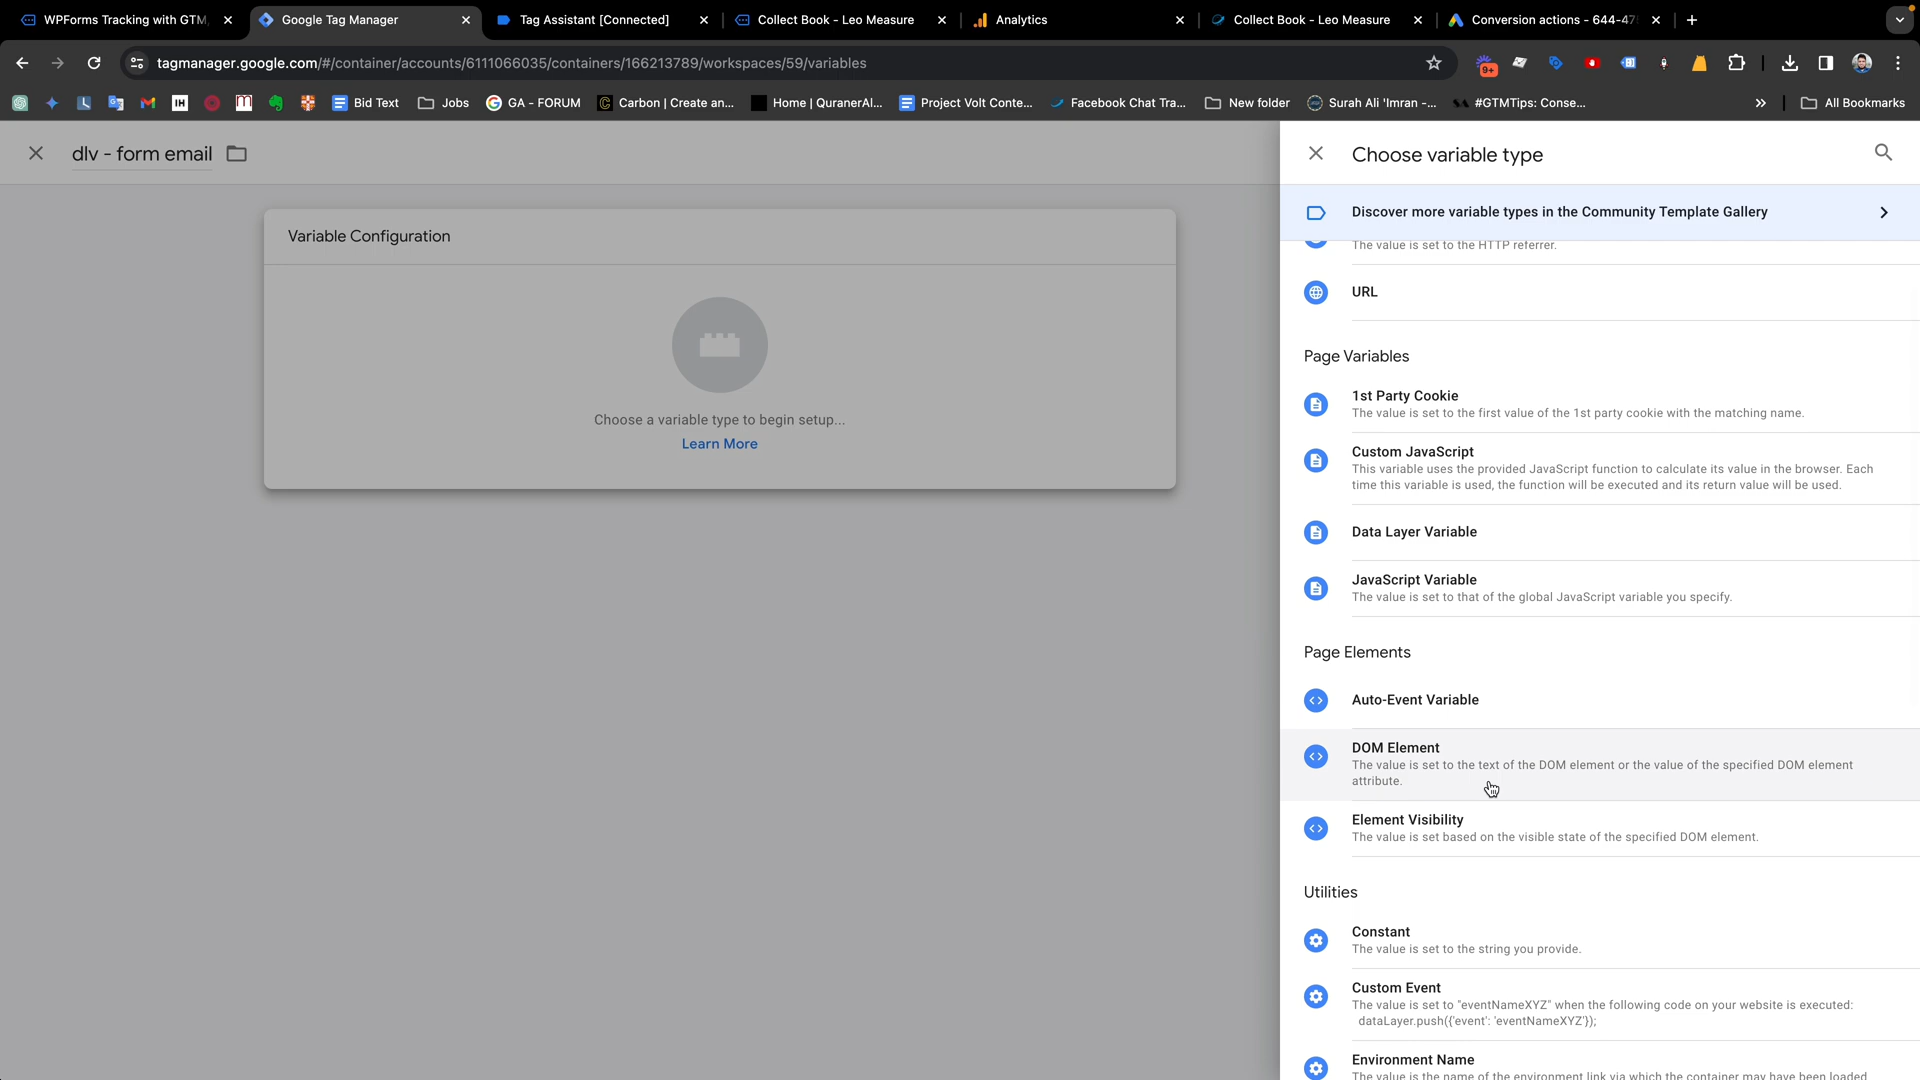 WPForms Tracking with GTM
Google Tag Manager
Tag Assistant [Connected]
Collect Book - Leo Measure
Analytics
Collect Book - Leo Measure
Conversion actions - 644-47
tagmanager.google.com/#/container/accounts/6111066035/containers/166213789/workspaces/59/variables
9+
Bid Text
Jobs
GA - FORUM
Carbon | Create an...
Home | QuranerAl...
Project Volt Conte...
Facebook Chat Tra...
New folder
Surah Ali 'Imran -...
#GTMTips: Conse...
All Bookmarks
dlv - form email
Variable Configuration
Choose a variable type to begin setup...
Learn More
Choose variable type
Discover more variable types in the Community Template Gallery
The value is set to the HTTP referrer.
URL
Page Variables
1st Party Cookie
The value is set to the first value of the 1st party cookie with the matching name.
Custom JavaScript
This variable uses the provided JavaScript function to calculate its value in the browser. Each
time this variable is used, the function will be executed and its return value will be used.
Data Layer Variable
JavaScript Variable
The value is set to that of the global JavaScript variable you specify.
Page Elements
Auto-Event Variable
DOM Element
The value is set to the text of the DOM element or the value of the specified DOM element
attribute.
Element Visibility
The value is set based on the visible state of the specified DOM element.
Utilities
Constant
The value is set to the string you provide.
Custom Event
The value is set to "eventNameXYZ" when the following code on your website is executed:
dataLayer.push({'event': 'eventNameXYZ'});
Environment Name
The value is the name of the environment link via which the container may have been loaded